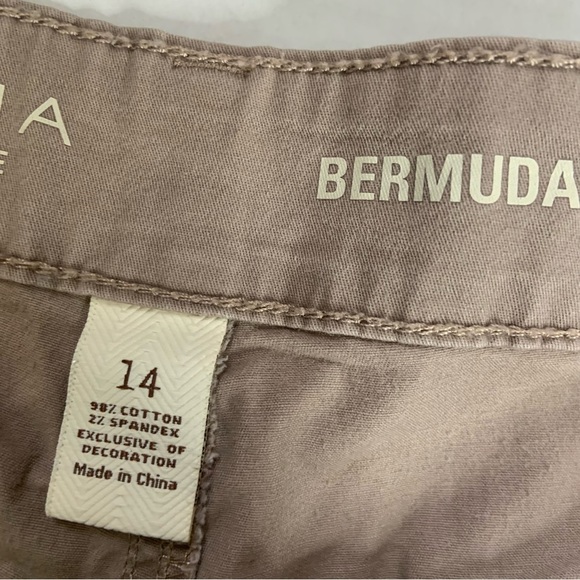 BERMUDA
14
98% COTTON
2% SPANDEX
EXCLUSIVE OF
DECORATION
Made in China